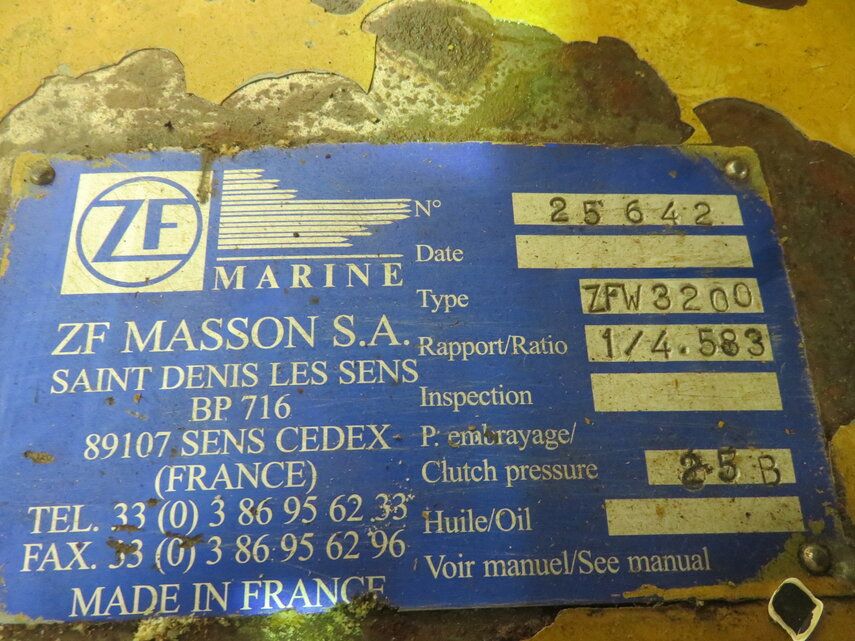 ZF
MARINE
ZF MASSON S.A.
SAINT DENIS LES SENS
BP 716
89107 SENS CEDEX
(FRANCE)
TEL. 33 (0) 3 86 95 62 33
FAX. 33 (0) 3 86 95 62 96
MADE IN FRANCE
N° 25642
Date
Type ZFW3200
Rapport/Ratio 1/4.583
Inspection
P. embrayage/
Clutch pressure 25 B
Huile/Oil
Voir manuel/See manual